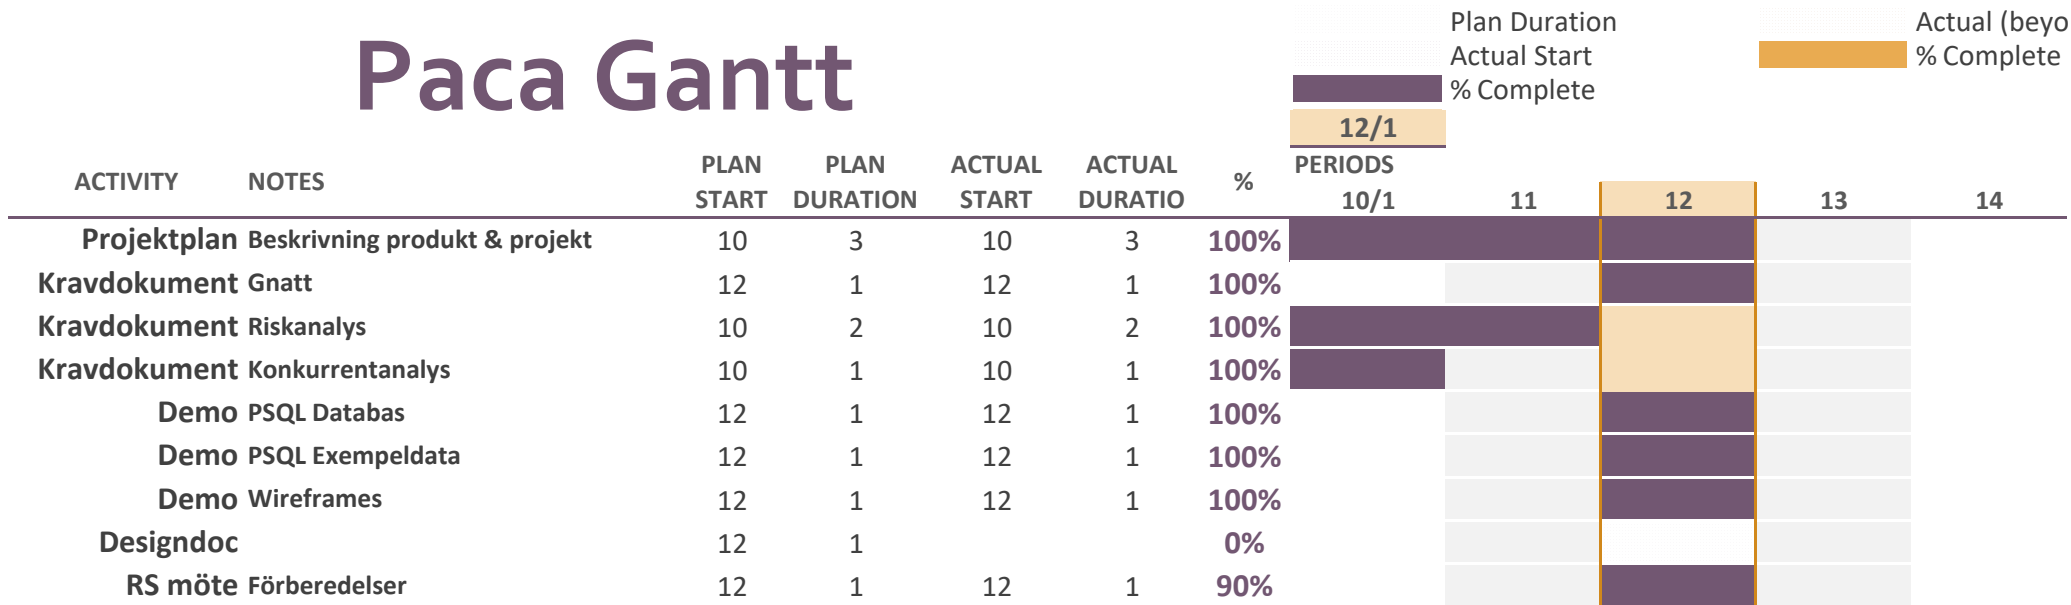 Plan Duration
Actual (beyo
Paca Gantt
Actual Start
% Complete
% Complete
12/1
ACTIVITY NOTES PLAN START PLAN DURATION ACTUAL START ACTUAL DURATIO % PERIODS
10/1 11 12 13 14
Projektplan Beskrivning produkt & projekt 10 3 10 3 100%
Kravdokument Gnatt 12 1 12 1 100%
Kravdokument Riskanalys 10 2 10 2 100%
Kravdokument Konkurrentanalys 10 1 10 1 100%
Demo PSQL Databas 12 1 12 1 100%
Demo PSQL Exempeldata 12 1 12 1 100%
Demo Wireframes 12 1 12 1 100%
Designdoc 12 1 0%
RS möte Förberedelser 12 1 12 1 90%